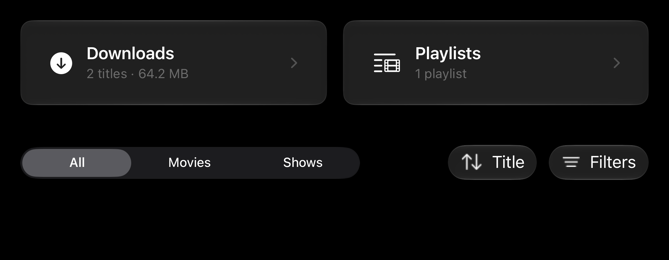 Downloads
2 titles · 64.2 MB
Playlists
1 playlist
All
Movies
Shows
Title
Filters